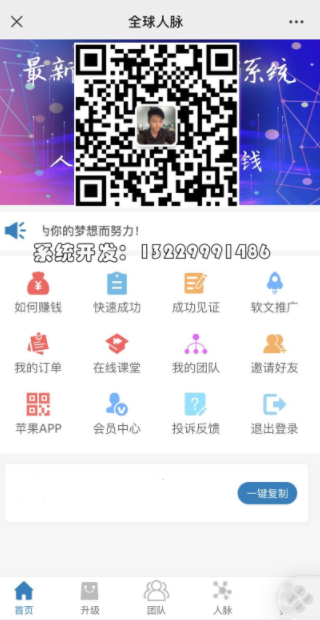 全球人脉
最新
系统
人
钱
为你的梦想而努力！
系统开发：13229991486
如何赚钱
快速成功
成功见证
软文推广
我的订单
在线课堂
我的团队
邀请好友
苹果APP
会员中心
投诉反馈
退出登录
一键复制
首页
升级
团队
人脉